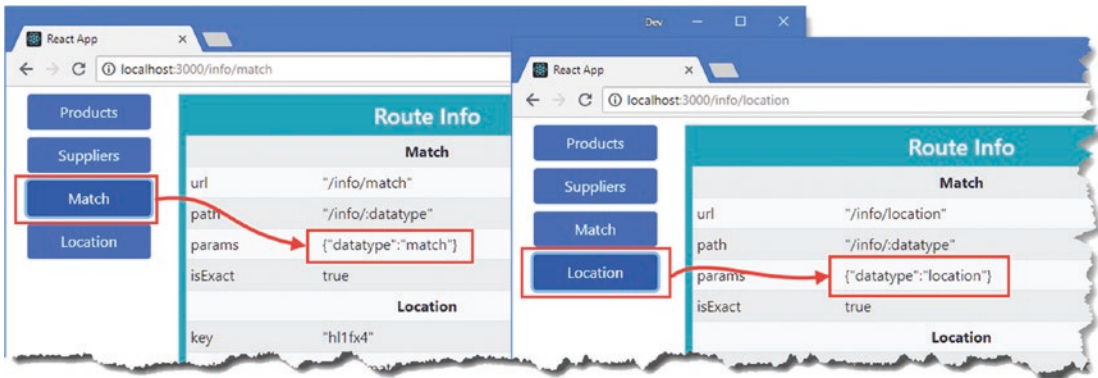 Dev
React App
localhost:3000/info/match
Products
Suppliers
Match
Location
Route Info
Match
url "/info/match"
path "/info/:datatype"
params {"datatype":"match"}
isExact true
Location
key "hl1fx4"
React App
localhost:3000/info/location
Products
Suppliers
Match
Location
Route Info
Match
url "/info/location"
path "/info/:datatype"
params {"datatype":"location"}
isExact true
Location